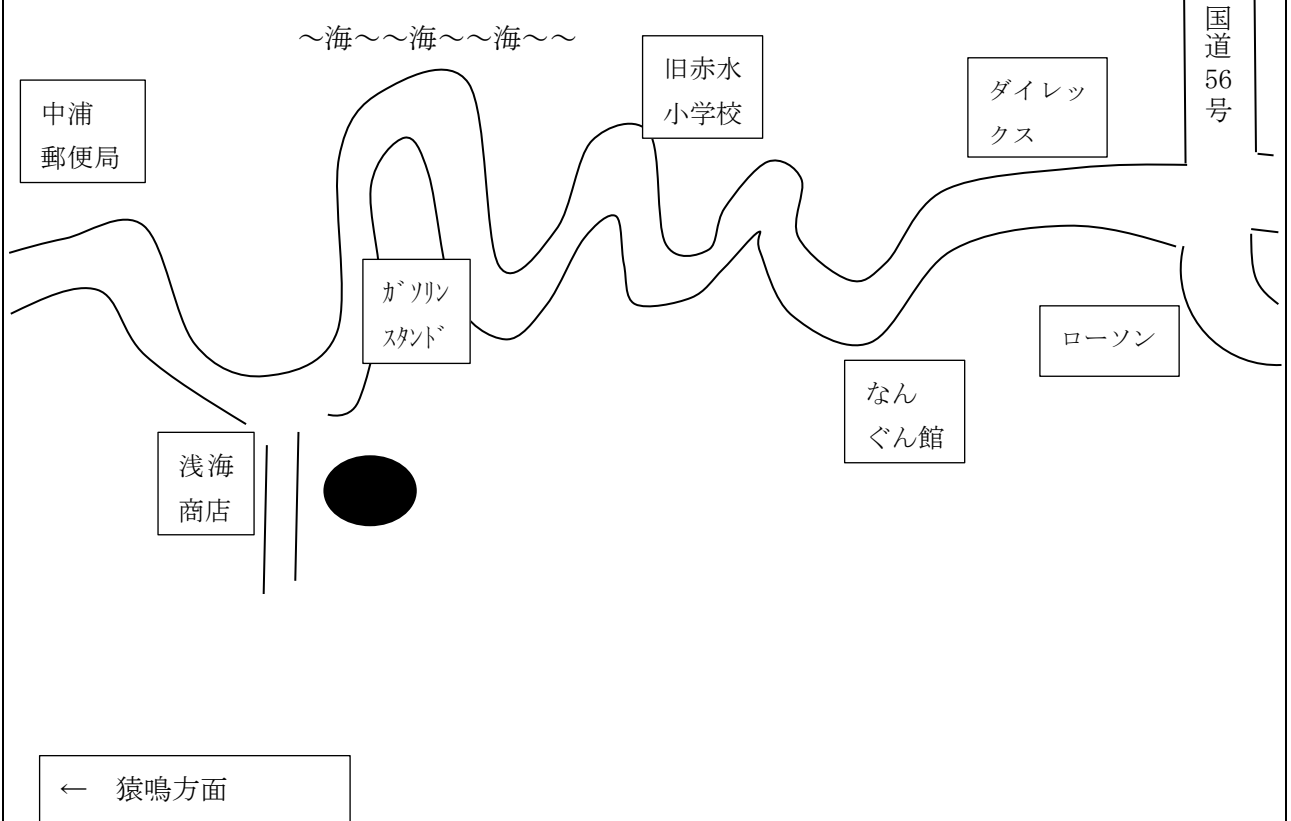 ～海～～海～～海～～
国道56号
旧赤水
小学校
ダイレッ
クス
中浦
郵便局
ｶﾞｿﾘﾝ
ｽﾀﾝﾄﾞ
ローソン
なん
ぐん館
浅海
商店
← 猿鳴方面